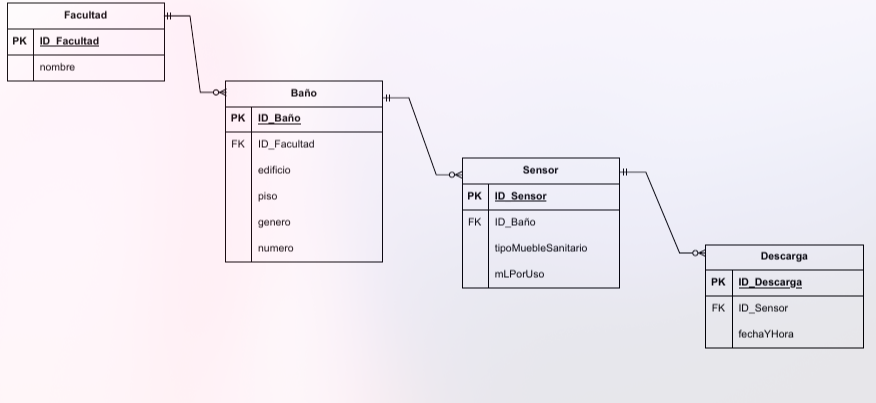 Facultad
PK ID_Facultad
nombre
Baño
PK ID_Baño
FK ID_Facultad
edificio
piso
genero
numero
Sensor
PK ID_Sensor
FK ID_Baño
tipoMuebleSanitario
mLPorUso
Descarga
PK ID_Descarga
FK ID_Sensor
fechaYHora